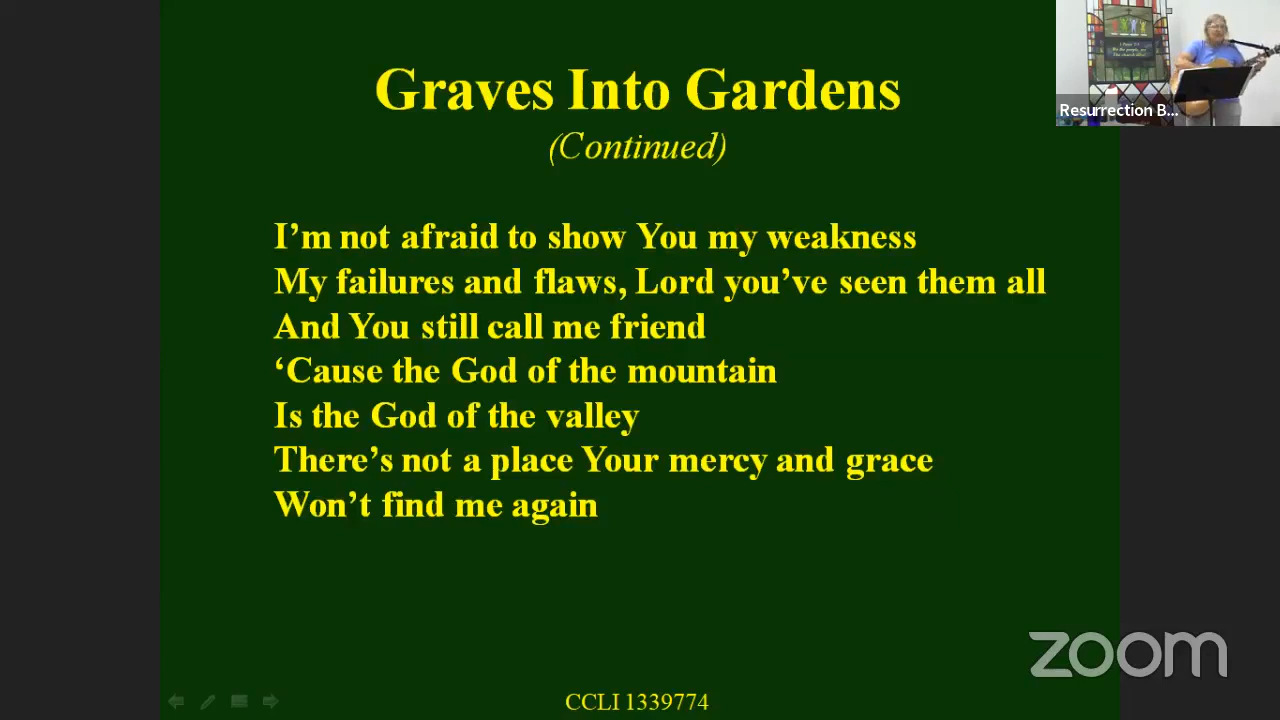 Graves Into Gardens
(Continued)
I’m not afraid to show You my weakness
My failures and flaws, Lord you’ve seen them all
And You still call me friend
‘Cause the God of the mountain
Is the God of the valley
There’s not a place Your mercy and grace
Won’t find me again
CCLI 1339774
Resurrection B...
zoom